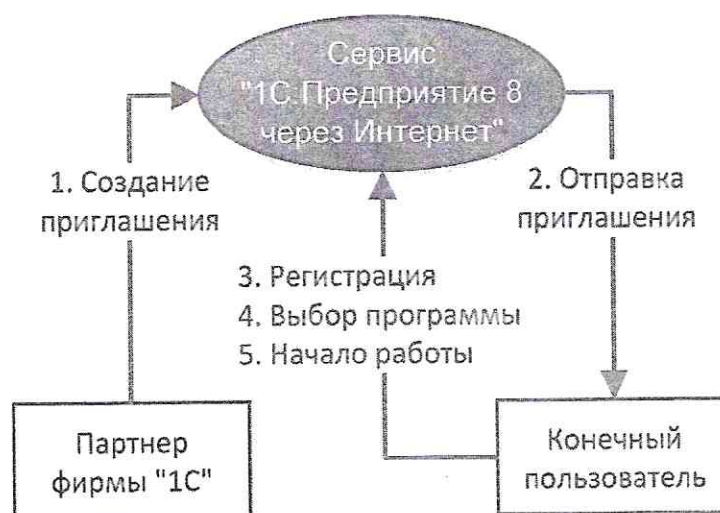 Сервис
"1С:Предприятие 8
через Интернет"
1. Создание
приглашения
2. Отправка
приглашения
3. Регистрация
4. Выбор программы
5. Начало работы
Партнер
фирмы "1С"
Конечный
пользователь